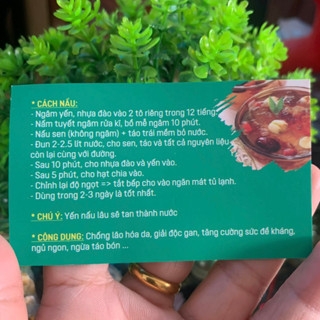 * CÁCH NẤU:
- Ngâm yến, nhựa đào vào 2 tô riêng trong 12 tiếng.
- Nấm tuyết ngâm rửa kĩ, bổ mễ ngâm 10 phút.
- Nấu sen (không ngâm) + táo trái mềm bỏ nước.
- Đun 2-2.5 lít nước, cho sen, táo và tất cả nguyên liệu
còn lại cùng với đường.
- Sau 10 phút, cho nhựa đào và yến vào.
- Sau 5 phút, cho hạt chia vào.
- Chỉnh lại độ ngọt => tắt bếp cho vào ngăn mát tủ lạnh.
- Dùng trong 2-3 ngày là tốt nhất.
* CHÚ Ý: Yến nấu lâu sẽ tan thành nước
* CÔNG DỤNG: Chống lão hóa da, giải độc gan, tăng cường sức đề kháng,
ngủ ngon, ngừa táo bón ...